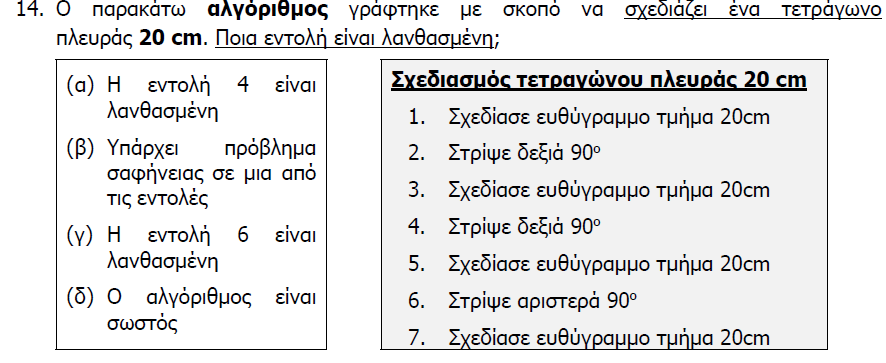 14. Ο παρακάτω αλγόριθμος γράφτηκε με σκοπό να σχεδιάζει ένα τετράγωνο
πλευράς 20 cm. Ποια εντολή είναι λανθασμένη;
(α) Η εντολή 4 είναι
λανθασμένη
(β) Υπάρχει πρόβλημα
σαφήνειας σε μια από
τις εντολές
(γ) Η εντολή 6 είναι
λανθασμένη
(δ) Ο αλγόριθμος είναι
σωστός
Σχεδιασμός τετραγώνου πλευράς 20 cm
1. Σχεδίασε ευθύγραμμο τμήμα 20cm
2. Στρίψε δεξιά 90°
3. Σχεδίασε ευθύγραμμο τμήμα 20cm
4. Στρίψε δεξιά 90°
5. Σχεδίασε ευθύγραμμο τμήμα 20cm
6. Στρίψε αριστερά 90°
7. Σχεδίασε ευθύγραμμο τμήμα 20cm